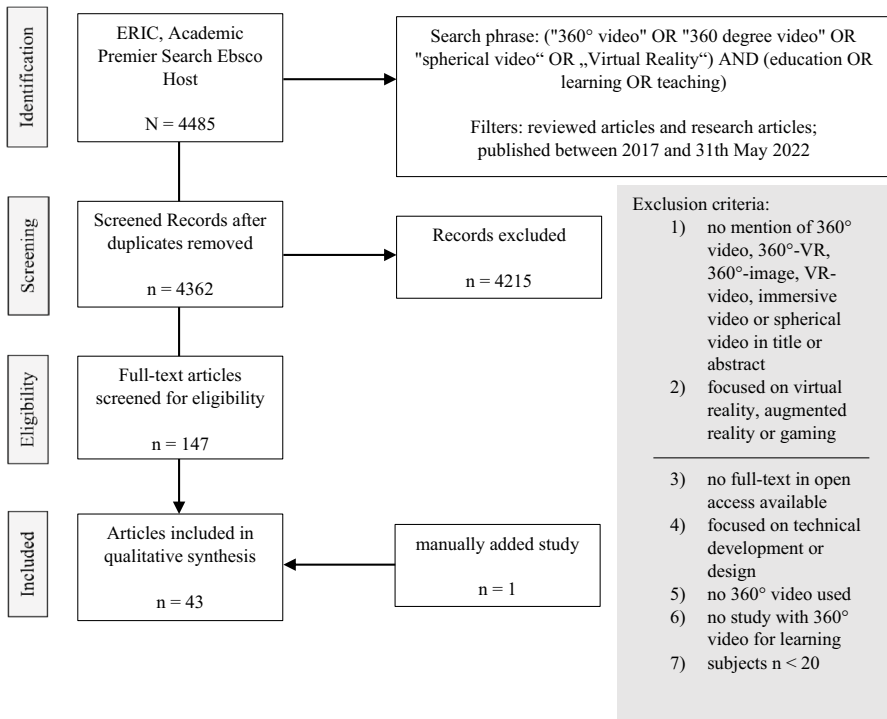 Identification
ERIC, Academic
Premier Search Ebsco
Host
N = 4485
Search phrase: ("360° video" OR "360 degree video" OR
"spherical video“ OR „Virtual Reality“) AND (education OR
learning OR teaching)
Filters: reviewed articles and research articles;
published between 2017 and 31th May 2022
Screening
Screened Records after
duplicates removed
n = 4362
Records excluded
n = 4215
Eligibility
Full-text articles
screened for eligibility
n = 147
Included
Articles included in
qualitative synthesis
n = 43
manually added study
n = 1
Exclusion criteria:
1) no mention of 360°
video, 360°-VR,
360°-image, VR-
video, immersive
video or spherical
video in title or
abstract
2) focused on virtual
reality, augmented
reality or gaming
3) no full-text in open
access available
4) focused on technical
development or
design
5) no 360° video used
6) no study with 360°
video for learning
7) subjects n < 20